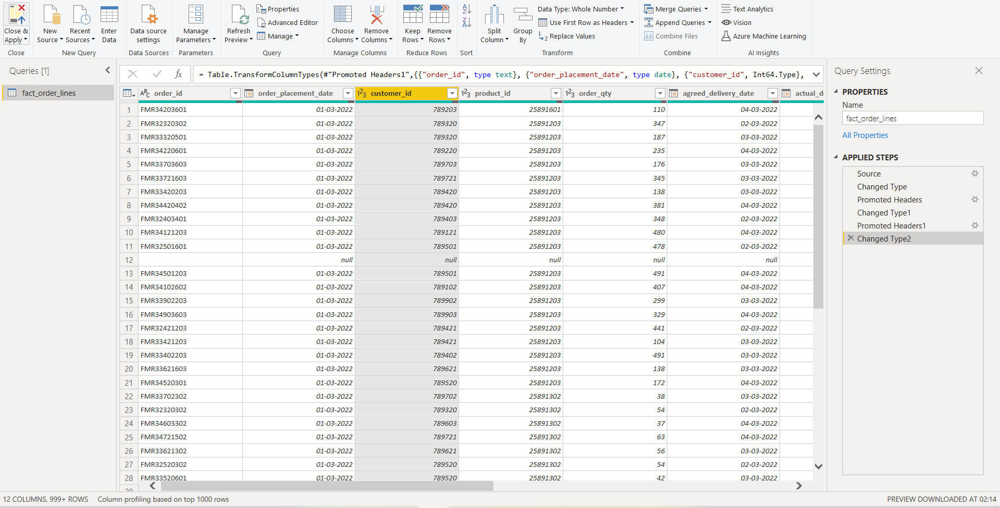 Close & Apply
New Source
Recent Sources
Enter Data
Data source settings
Manage Parameters
Refresh Preview
Properties
Advanced Editor
Manage
Choose Columns
Remove Columns
Keep Rows
Remove Rows
Split Column
Group By
Data Type: Whole Number
Use First Row as Headers
Replace Values
Merge Queries
Append Queries
Combine Files
Text Analytics
Vision
Azure Machine Learning
Close
New Query
Data Sources
Parameters
Query
Manage Columns
Reduce Rows
Sort
Transform
Combine
AI Insights
Queries [1]
fact_order_lines
fx
= Table.TransformColumnTypes(#"Promoted Headers1",{{"order_id", type text}, {"order_placement_date", type date}, {"customer_id", Int64.Type},
order_id order_placement_date customer_id product_id order_qty agreed_delivery_date actual_d
1 FMR34203601 01-03-2022 789203 25891601 110 04-03-2022
2 FMR32320302 01-03-2022 789320 25891203 347 02-03-2022
3 FMR33320501 01-03-2022 789320 25891203 187 03-03-2022
4 FMR34220601 01-03-2022 789220 25891203 235 04-03-2022
5 FMR33703603 01-03-2022 789703 25891203 176 03-03-2022
6 FMR33721603 01-03-2022 789721 25891203 345 03-03-2022
7 FMR33420203 01-03-2022 789420 25891203 138 03-03-2022
8 FMR34420402 01-03-2022 789420 25891203 381 04-03-2022
9 FMR32403401 01-03-2022 789403 25891203 348 02-03-2022
10 FMR34121203 01-03-2022 789121 25891203 480 04-03-2022
11 FMR32501601 01-03-2022 789501 25891203 478 02-03-2022
12 null null null null null
13 FMR34501203 01-03-2022 789501 25891203 491 04-03-2022
14 FMR34102602 01-03-2022 789102 25891203 407 04-03-2022
15 FMR33902203 01-03-2022 789902 25891203 299 03-03-2022
16 FMR34903603 01-03-2022 789903 25891203 329 04-03-2022
17 FMR32421203 01-03-2022 789421 25891203 441 02-03-2022
18 FMR33421203 01-03-2022 789421 25891203 104 03-03-2022
19 FMR33402203 01-03-2022 789402 25891203 491 03-03-2022
20 FMR33621603 01-03-2022 789621 25891203 138 03-03-2022
21 FMR34520301 01-03-2022 789520 25891203 172 04-03-2022
22 FMR33702302 01-03-2022 789702 25891302 38 03-03-2022
23 FMR32320302 01-03-2022 789320 25891302 54 02-03-2022
24 FMR34603302 01-03-2022 789603 25891302 37 04-03-2022
25 FMR34721502 01-03-2022 789721 25891302 63 04-03-2022
26 FMR33621302 01-03-2022 789621 25891302 56 03-03-2022
27 FMR32520302 01-03-2022 789520 25891302 54 02-03-2022
28 FMR33520601 01-03-2022 789520 25891302 42 03-03-2022
Query Settings
PROPERTIES
Name
fact_order_lines
All Properties
APPLIED STEPS
Source
Changed Type
Promoted Headers
Changed Type1
Promoted Headers1
Changed Type2
12 COLUMNS, 999+ ROWS Column profiling based on top 1000 rows
PREVIEW DOWNLOADED AT 02:14